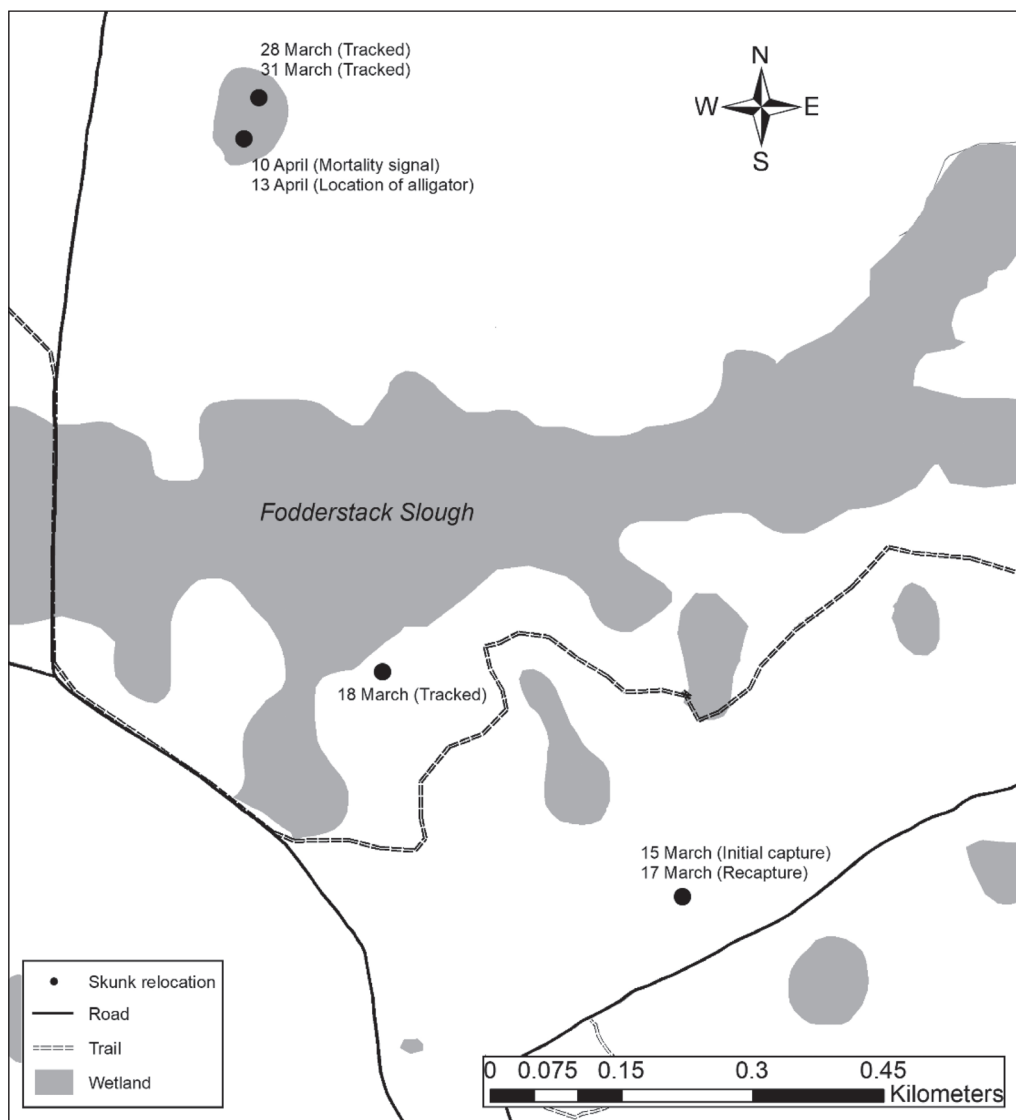 28 March (Tracked)
31 March (Tracked)
N
W E
S
10 April (Mortality signal)
13 April (Location of alligator)
Fodderstack Slough
18 March (Tracked)
15 March (Initial capture)
17 March (Recapture)
Skunk relocation
Road
Trail
Wetland
0 0.075 0.15 0.3 0.45
Kilometers